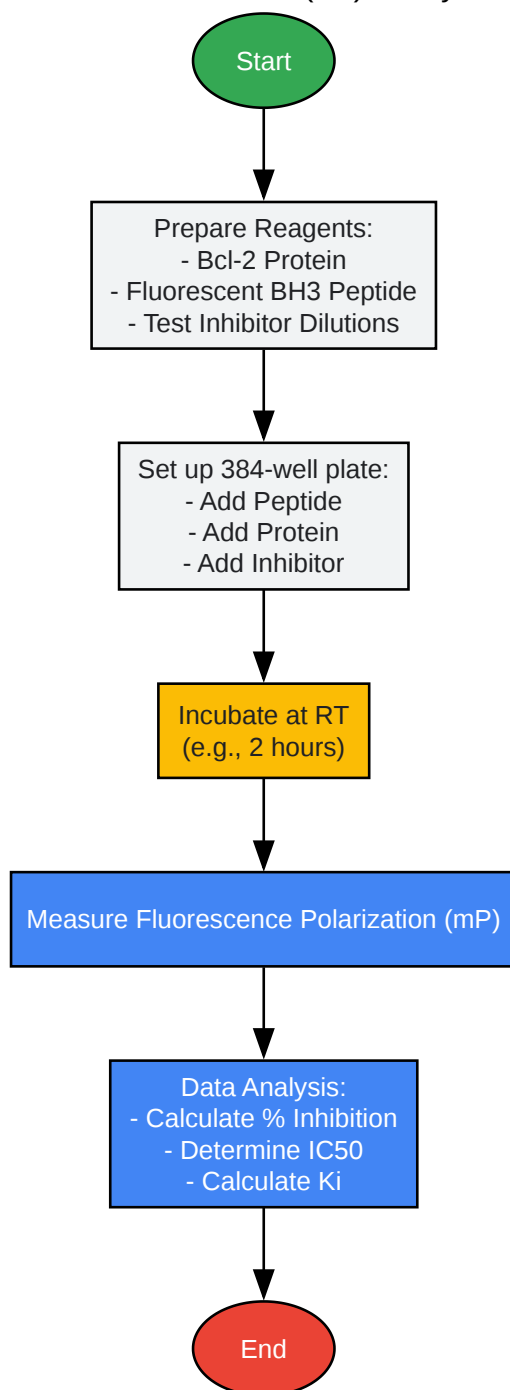 Start
Prepare Reagents:
- Bcl-2 Protein
- Fluorescent BH3 Peptide
- Test Inhibitor Dilutions
Set up 384-well plate:
- Add Peptide
- Add Protein
- Add Inhibitor
Incubate at RT
(e.g., 2 hours)
Measure Fluorescence Polarization (mP)
Data Analysis:
- Calculate % Inhibition
- Determine IC50
- Calculate Ki
End